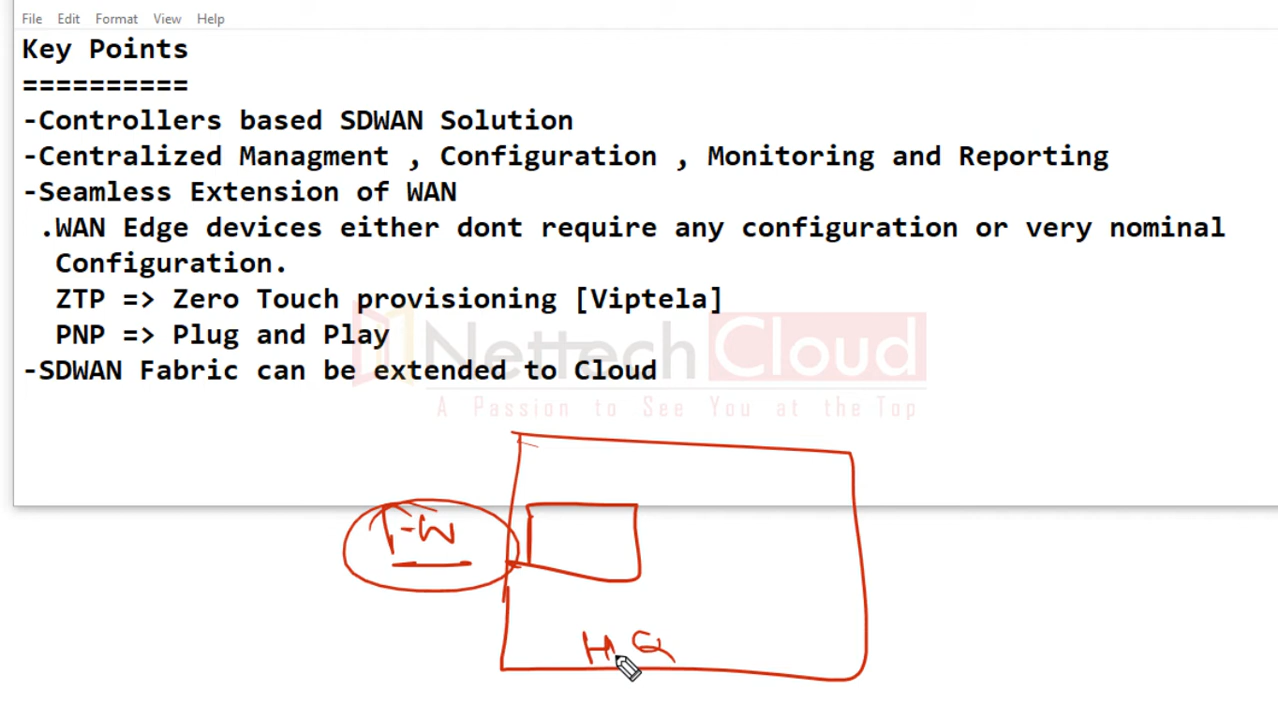 File Edit Format View Help
Key Points
==========
-Controllers based SDWAN Solution
-Centralized Managment , Configuration , Monitoring and Reporting
-Seamless Extension of WAN
.WAN Edge devices either dont require any configuration or very nominal
Configuration.
ZTP => Zero Touch provisioning [Viptela]
PNP => Plug and Play
Nettech Cloud
-SDWAN Fabric can be extended to Cloud
A Passion to See You at the Top
HQ